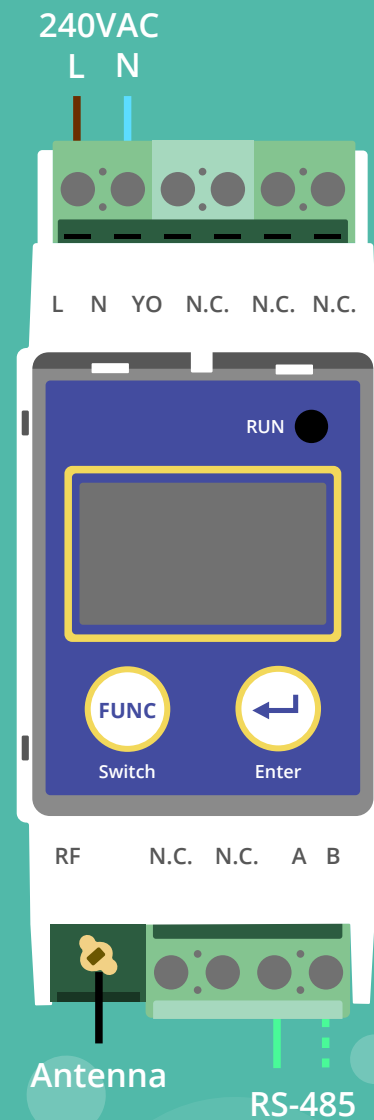 240VAC
L N
L N YO N.C. N.C. N.C.
RUN
FUNC
Switch Enter
RF N.C. N.C. A B
Antenna
RS-485